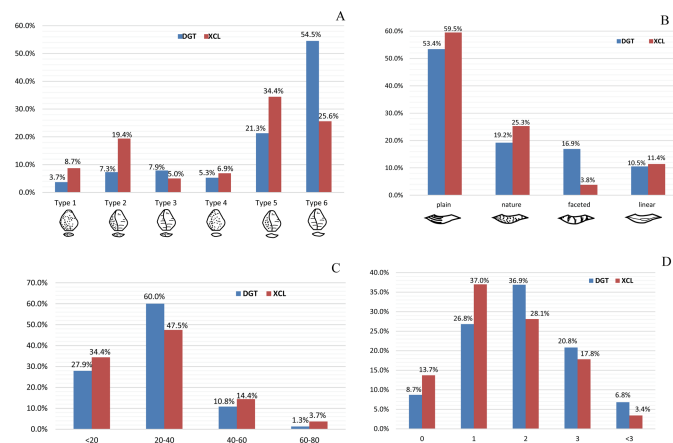 A
DGT XCL
60.0%
50.0%
40.0%
30.0%
20.0%
10.0%
0.0%
3.7% 8.7% 7.3% 19.4% 7.9% 5.0% 5.3% 6.9% 21.3% 34.4% 54.5% 25.6%
Type 1 Type 2 Type 3 Type 4 Type 5 Type 6
B
DGT XCL
60.0%
50.0%
40.0%
30.0%
20.0%
10.0%
0.0%
53.4% 59.5% 19.2% 25.3% 16.9% 3.8% 10.5% 11.4%
plain nature faceted linear
C
DGT XCL
70.0%
60.0%
50.0%
40.0%
30.0%
20.0%
10.0%
0.0%
27.9% 34.4% 60.0% 47.5% 10.8% 14.4% 1.3% 3.7%
<20 20-40 40-60 60-80
D
DGT XCL
40.0%
35.0%
30.0%
25.0%
20.0%
15.0%
10.0%
5.0%
0.0%
8.7% 13.7% 26.8% 37.0% 36.9% 28.1% 20.8% 17.8% 6.8% 3.4%
0 1 2 3 <3